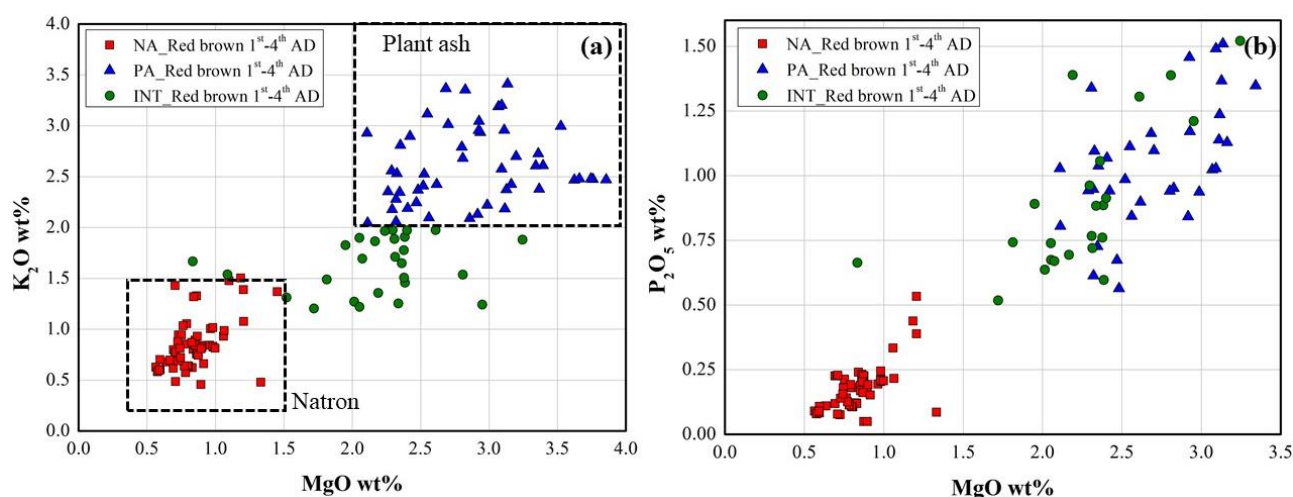 4.0
3.5
3.0
2.5
2.0
1.5
1.0
0.5
0.0
K₂O wt%
NA_Red brown 1ˢᵗ-4ᵗʰ AD
PA_Red brown 1ˢᵗ-4ᵗʰ AD
INT_Red brown 1ˢᵗ-4ᵗʰ AD
Plant ash
(a)
Natron
0.0 0.5 1.0 1.5 2.0 2.5 3.0 3.5 4.0
MgO wt%
1.50
1.25
1.00
0.75
0.50
0.25
0.00
P₂O₅ wt%
NA_Red brown 1ˢᵗ-4ᵗʰ AD
PA_Red brown 1ˢᵗ-4ᵗʰ AD
INT_Red brown 1ˢᵗ-4ᵗʰ AD
(b)
0.0 0.5 1.0 1.5 2.0 2.5 3.0 3.5
MgO wt%